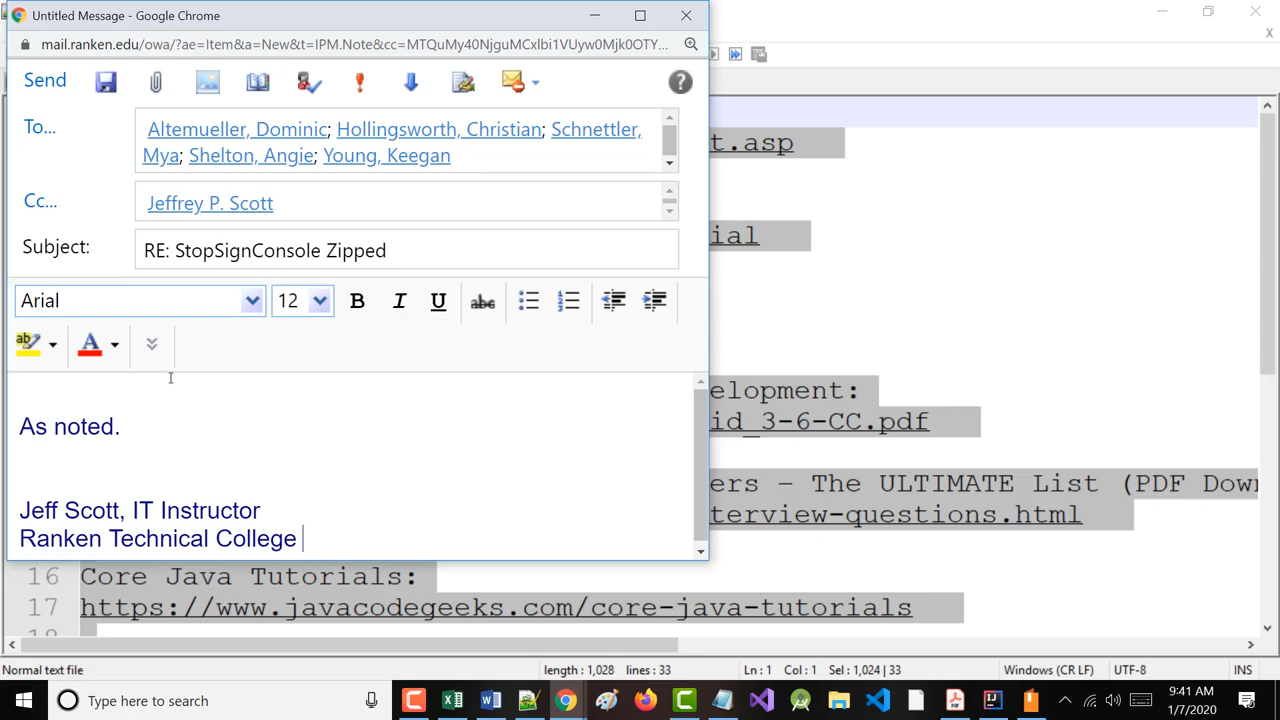 Untitled Message - Google Chrome
mail.ranken.edu/owa/?ae=Item&a=New&t=IPM.Note&cc=MTQuMy40NjguMCxlbi1VUyw0Mjk0OTY...
Send
To...
Altemueller, Dominic; Hollingsworth, Christian; Schnettler,
Mya; Shelton, Angie; Young, Keegan
Cc...
Jeffrey P. Scott
Subject:
RE: StopSignConsole Zipped
Arial
12
B I U abc
ab A
As noted.
Jeff Scott, IT Instructor
Ranken Technical College
t.asp
ial
elopment:
id_3-6-CC.pdf
ers – The ULTIMATE List (PDF Down
terview-questions.html
16 Core Java Tutorials:
17 https://www.javacodegeeks.com/core-java-tutorials
Normal text file
length : 1,028 lines : 33
Ln : 1 Col : 1 Sel : 1,024 | 33
Windows (CR LF)
UTF-8
INS
Type here to search
9:41 AM
1/7/2020